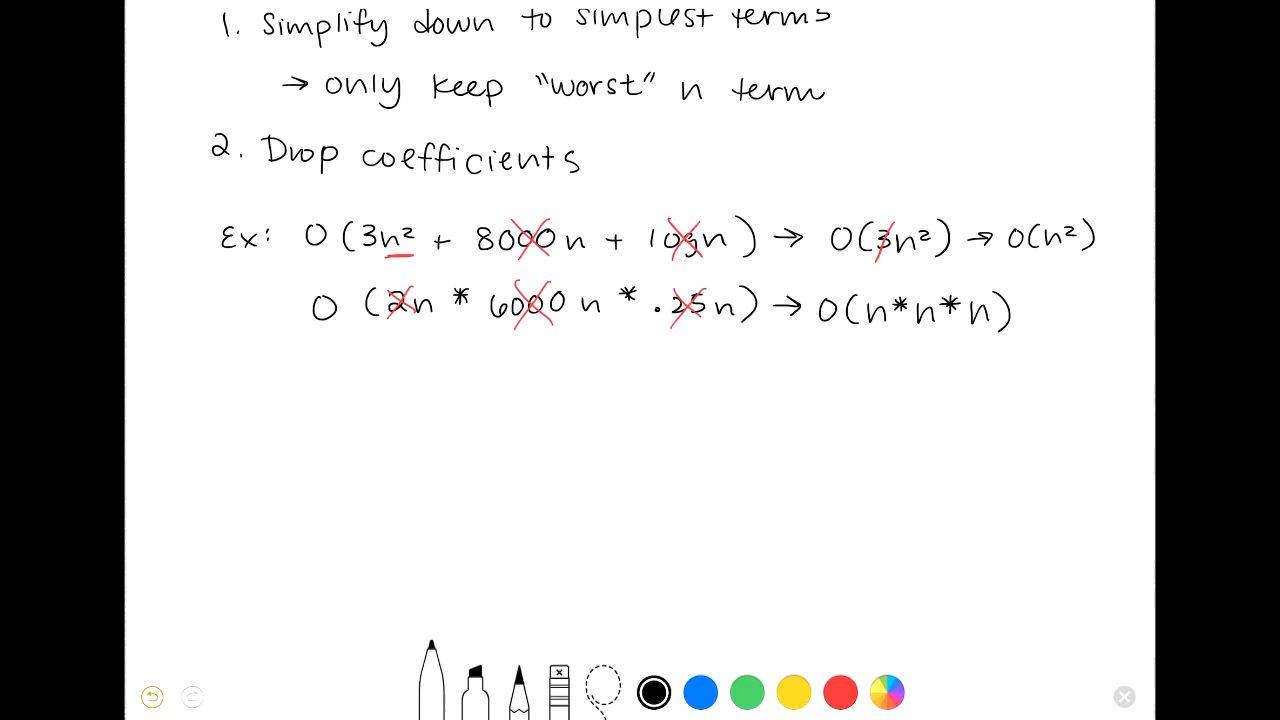 1. Simplify down to simplest terms
→ only keep "worst" n term
2. Drop coefficients
Ex: O (3n² + 8000n + logn) → O(3n²) → O(n²)
O (2n * 6000n * .25n) → O(n*n*n)